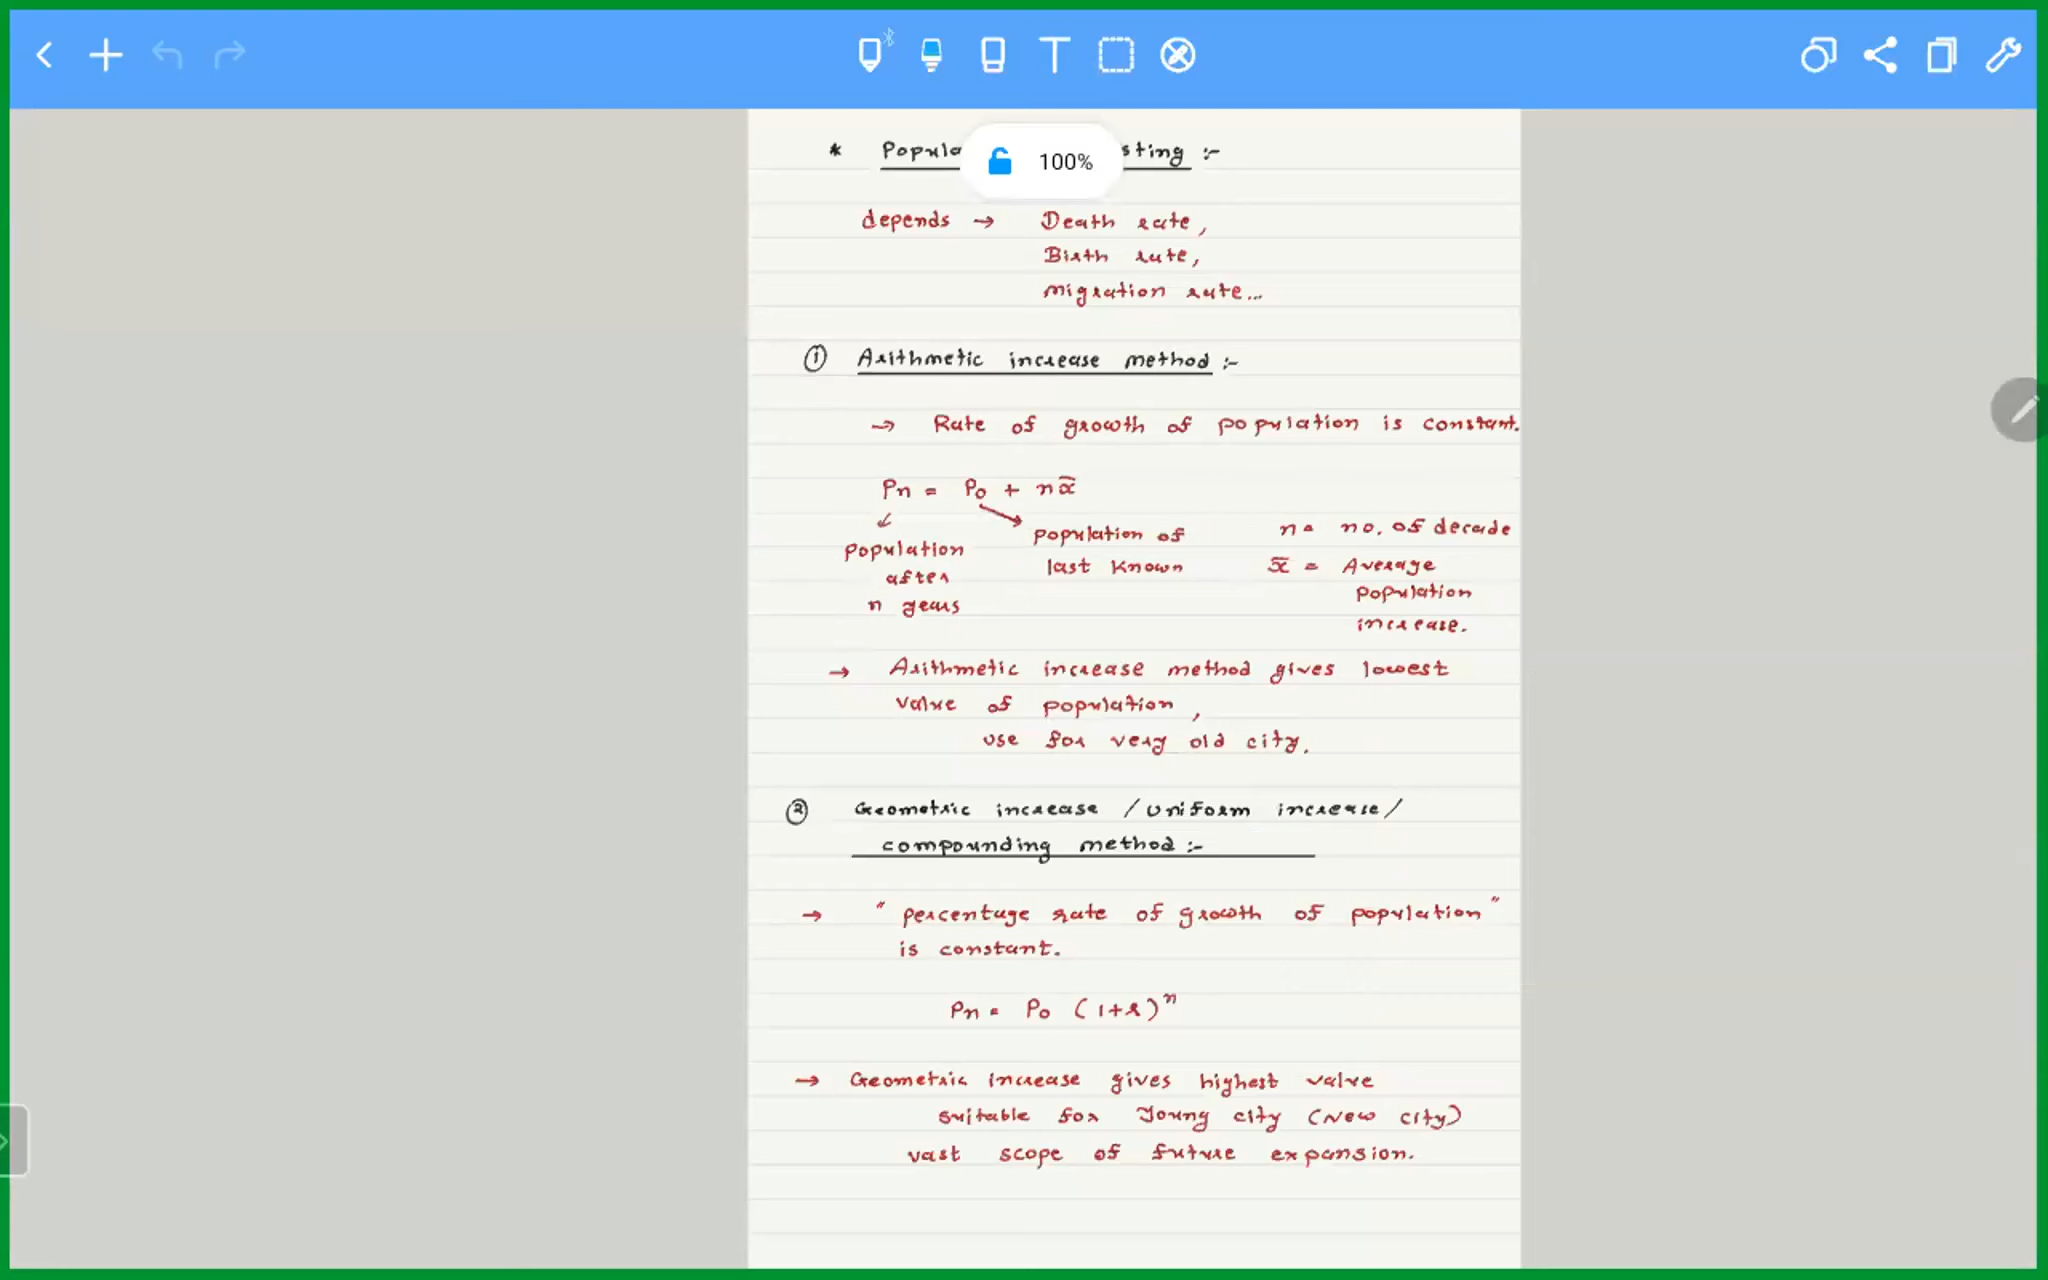 100%
* Popula sting :-
depends → Death rate,
Birth rate,
migration rate...
① Arithmetic increase method :-
→ Rate of growth of population is constant.
Pn = Po + nx̄
population after n years
population of last known
n = no. of decade
x̄ = Average population increase.
→ Arithmetic increase method gives lowest
value of population,
use for very old city.
② Geometric increase / uniform increase /
compounding method :-
→ "percentage rate of growth of population"
is constant.
Pn = Po (1+r)ⁿ
→ Geometric increase gives highest value
suitable for Young city (New city)
vast scope of future expansion.